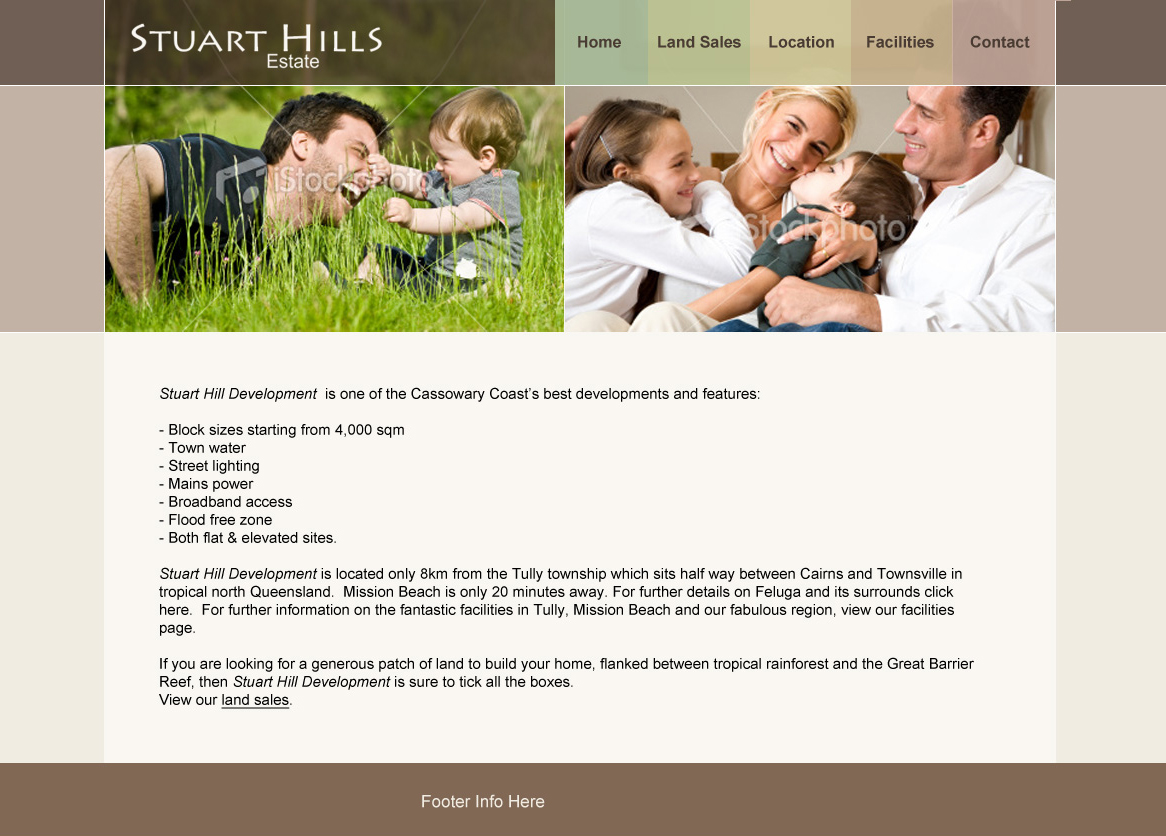 STUART HILLS
Estate
Home Land Sales Location Facilities Contact
iStockphoto
iStockphoto
Stuart Hill Development  is one of the Cassowary Coast’s best developments and features:
- Block sizes starting from 4,000 sqm
- Town water
- Street lighting
- Mains power
- Broadband access
- Flood free zone
- Both flat & elevated sites.
Stuart Hill Development is located only 8km from the Tully township which sits half way between Cairns and Townsville in
tropical north Queensland.  Mission Beach is only 20 minutes away. For further details on Feluga and its surrounds click
here.  For further information on the fantastic facilities in Tully, Mission Beach and our fabulous region, view our facilities
page.
If you are looking for a generous patch of land to build your home, flanked between tropical rainforest and the Great Barrier
Reef, then Stuart Hill Development is sure to tick all the boxes.
View our land sales.
Footer Info Here